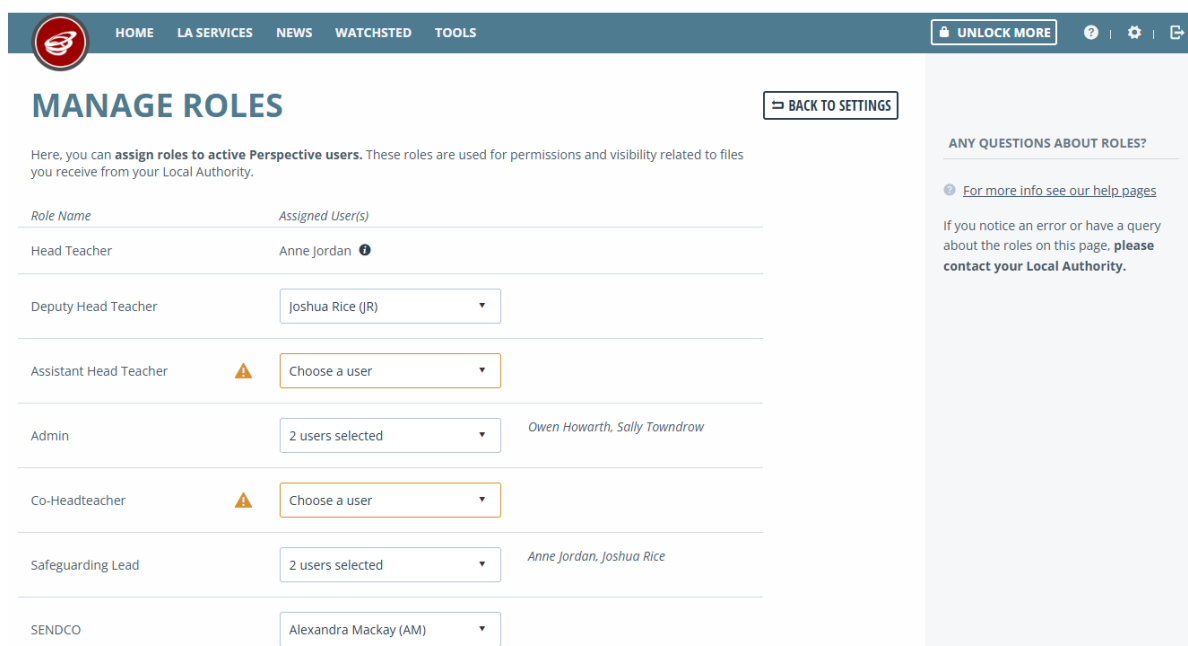 HOME LA SERVICES NEWS WATCHSTED TOOLS UNLOCK MORE
MANAGE ROLES
BACK TO SETTINGS
Here, you can assign roles to active Perspective users. These roles are used for permissions and visibility related to files
you receive from your Local Authority.
Role Name Assigned User(s)
Head Teacher Anne Jordan
Deputy Head Teacher Joshua Rice (JR)
Assistant Head Teacher Choose a user
Admin 2 users selected Owen Howarth, Sally Towndrow
Co-Headteacher Choose a user
Safeguarding Lead 2 users selected Anne Jordan, Joshua Rice
SENDCO Alexandra Mackay (AM)
ANY QUESTIONS ABOUT ROLES?
For more info see our help pages
If you notice an error or have a query
about the roles on this page, please
contact your Local Authority.